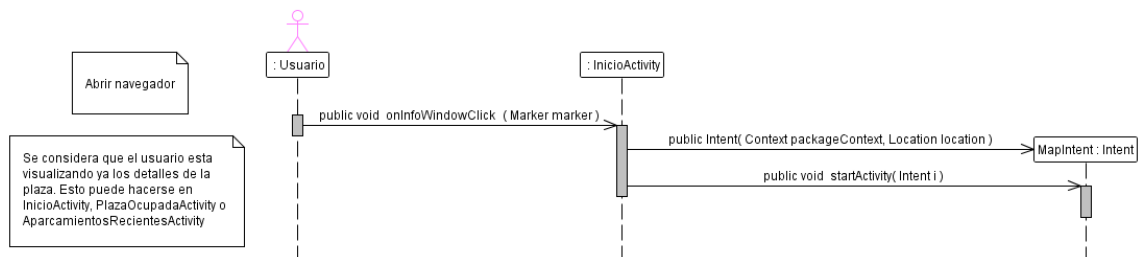 : Usuario
: InicioActivity
Abrir navegador
public void onInfoWindowClick ( Marker marker )
public Intent( Context packageContext, Location location )
MapIntent : Intent
Se considera que el usuario esta
visualizando ya los detalles de la
plaza. Esto puede hacerse en
InicioActivity, PlazaOcupadaActivity o
AparcamientosRecientesActivity
public void startActivity( Intent i )